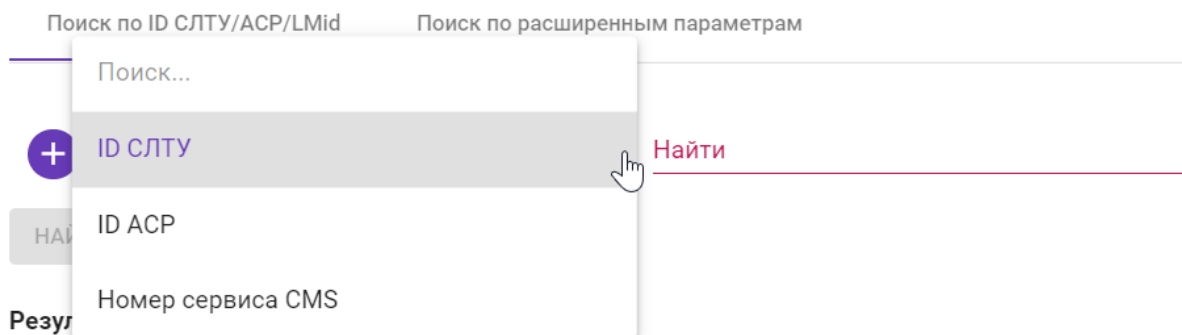 Поиск по ID СЛТУ/АСР/LMid
Поиск по расширенным параметрам
Поиск...
ID СЛТУ
Найти
ID АСР
Номер сервиса CMS